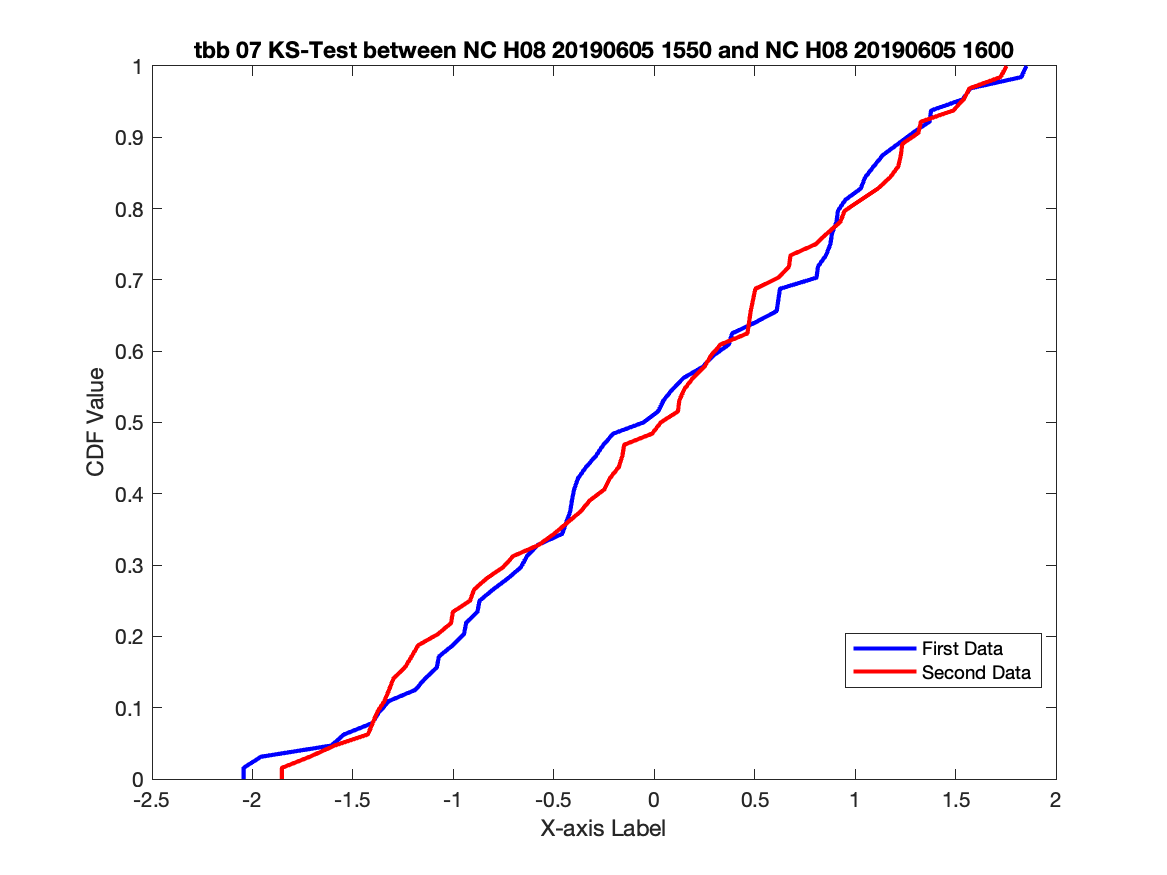 tbb 07 KS-Test between NC H08 20190605 1550 and NC H08 20190605 1600
1
0.9
0.8
0.7
0.6
0.5
0.4
0.3
0.2
0.1
0
CDF Value
First Data
Second Data
-2.5 -2 -1.5 -1 -0.5 0 0.5 1 1.5 2
X-axis Label